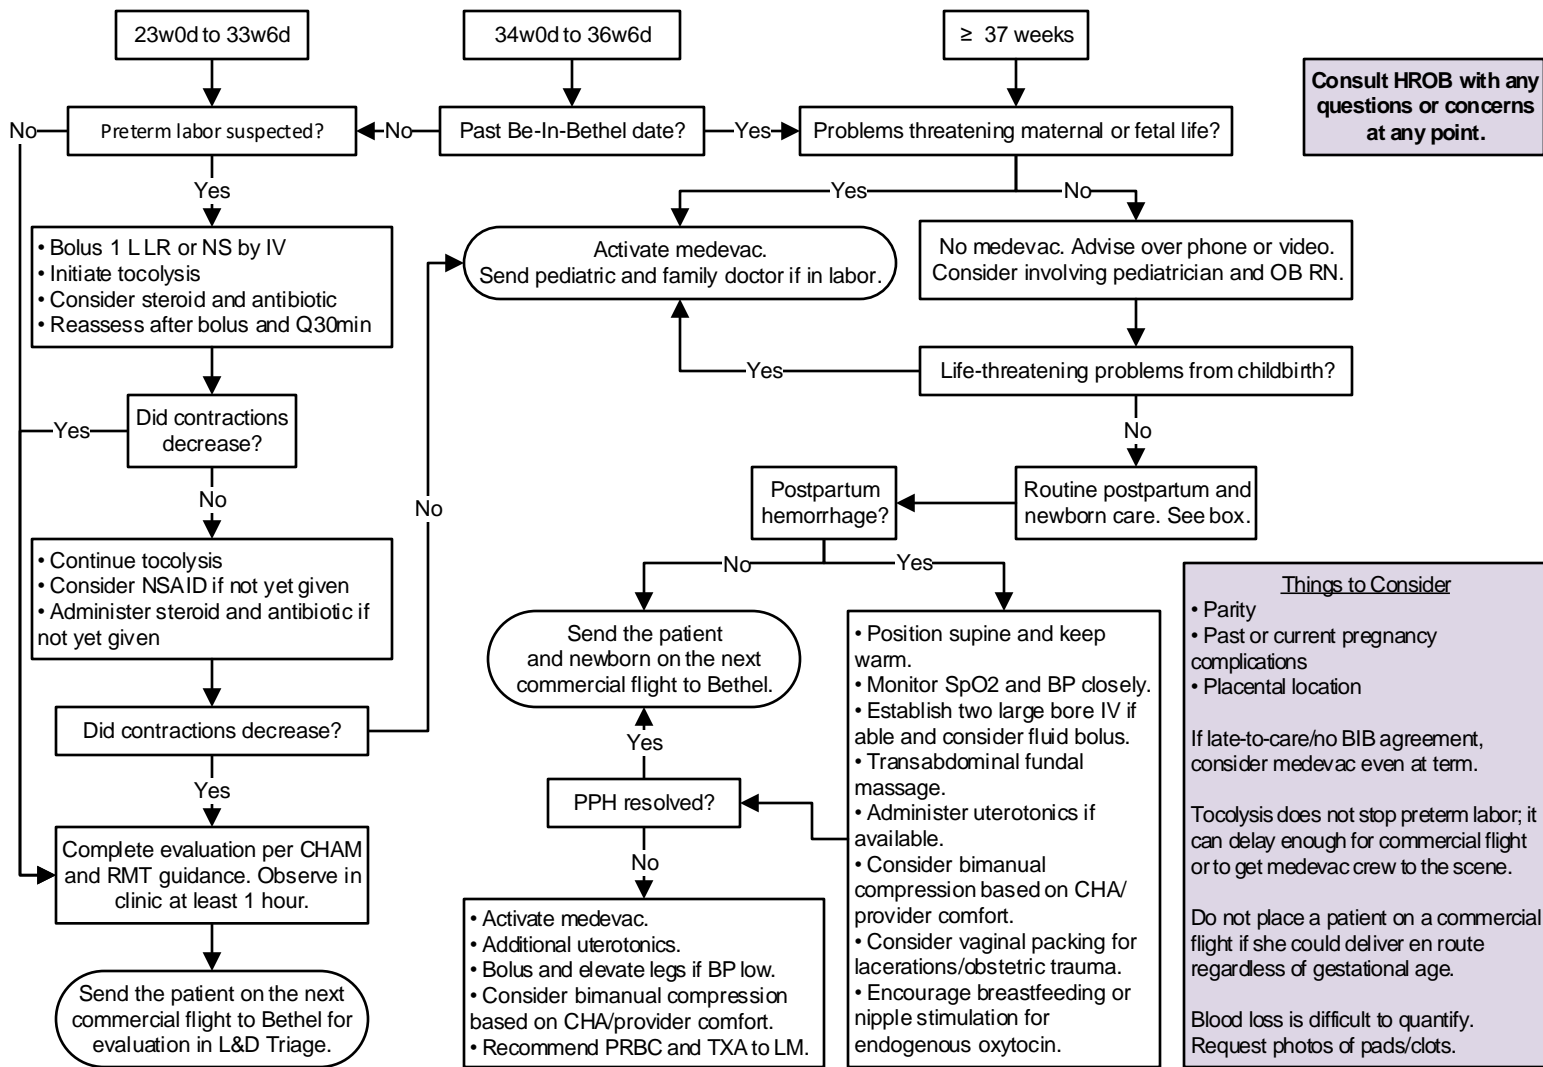 23w0d to 33w6d
34w0d to 36w6d
≥ 37 weeks
Consult HROB with any
questions or concerns
at any point.
No
Preterm labor suspected?
No
Past Be-In-Bethel date?
Yes
Problems threatening maternal or fetal life?
Yes
Yes
No
• Bolus 1 L LR or NS by IV
• Initiate tocolysis
• Consider steroid and antibiotic
• Reassess after bolus and Q30min
Activate medevac.
Send pediatric and family doctor if in labor.
No medevac. Advise over phone or video.
Consider involving pediatrician and OB RN.
Yes
Life-threatening problems from childbirth?
Yes
Did contractions
decrease?
No
No
No
Postpartum
hemorrhage?
Routine postpartum and
newborn care. See box.
• Continue tocolysis
• Consider NSAID if not yet given
• Administer steroid and antibiotic if
not yet given
No
Yes
Send the patient
and newborn on the next
commercial flight to Bethel.
• Position supine and keep
warm.
• Monitor SpO2 and BP closely.
• Establish two large bore IV if
able and consider fluid bolus.
• Transabdominal fundal
massage.
• Administer uterotonics if
available.
• Consider bimanual
compression based on CHA/
provider comfort.
• Consider vaginal packing for
lacerations/obstetric trauma.
• Encourage breastfeeding or
nipple stimulation for
endogenous oxytocin.
Things to Consider
• Parity
• Past or current pregnancy
complications
• Placental location
If late-to-care/no BIB agreement,
consider medevac even at term.
Tocolysis does not stop preterm labor; it
can delay enough for commercial flight
or to get medevac crew to the scene.
Do not place a patient on a commercial
flight if she could deliver en route
regardless of gestational age.
Blood loss is difficult to quantify.
Request photos of pads/clots.
Did contractions decrease?
Yes
Yes
PPH resolved?
No
Complete evaluation per CHAM
and RMT guidance. Observe in
clinic at least 1 hour.
• Activate medevac.
• Additional uterotonics.
• Bolus and elevate legs if BP low.
• Consider bimanual compression
based on CHA/provider comfort.
• Recommend PRBC and TXA to LM.
Send the patient on the next
commercial flight to Bethel for
evaluation in L&D Triage.